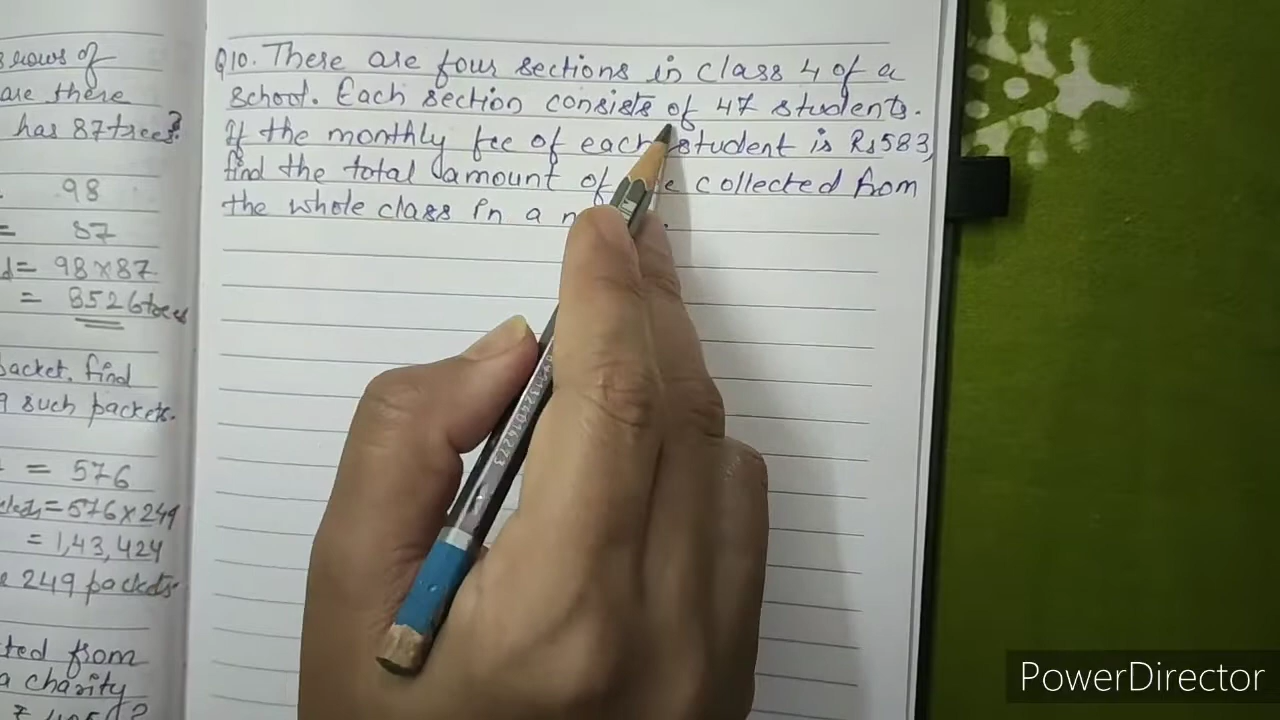 s rows of
are there
has 87 trees?
98
= 87
d = 98×87
= 8526 trees
packet. find
9 such packets.
= 576
= 576×249
= 1,43,424
249 packets
ted from
a charity
Q10. There are four sections in class 4 of a
school. Each section consists of 47 students.
If the monthly fee of each student is Rs 583,
find the total amount of collected from
the whole class in a
PowerDirector